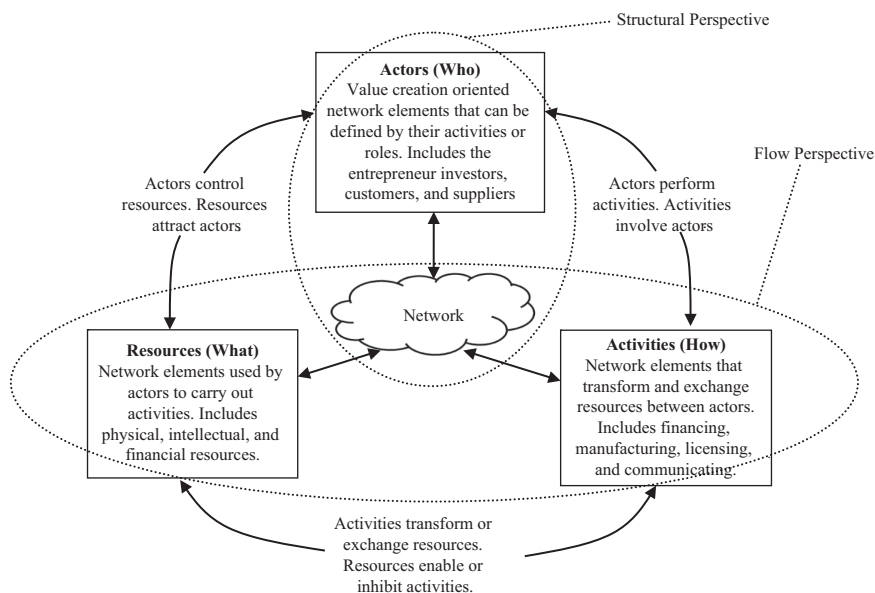 Structural Perspective
Actors (Who)
Value creation oriented
network elements that can be
defined by their activities or
roles. Includes the
entrepreneur investors,
customers, and suppliers
Flow Perspective
Actors control
resources. Resources
attract actors
Actors perform
activities. Activities
involve actors
Network
Resources (What)
Network elements used by
actors to carry out
activities. Includes
physical, intellectual, and
financial resources.
Activities (How)
Network elements that
transform and exchange
resources between actors.
Includes financing,
manufacturing, licensing,
and communicating.
Activities transform or
exchange resources.
Resources enable or
inhibit activities.